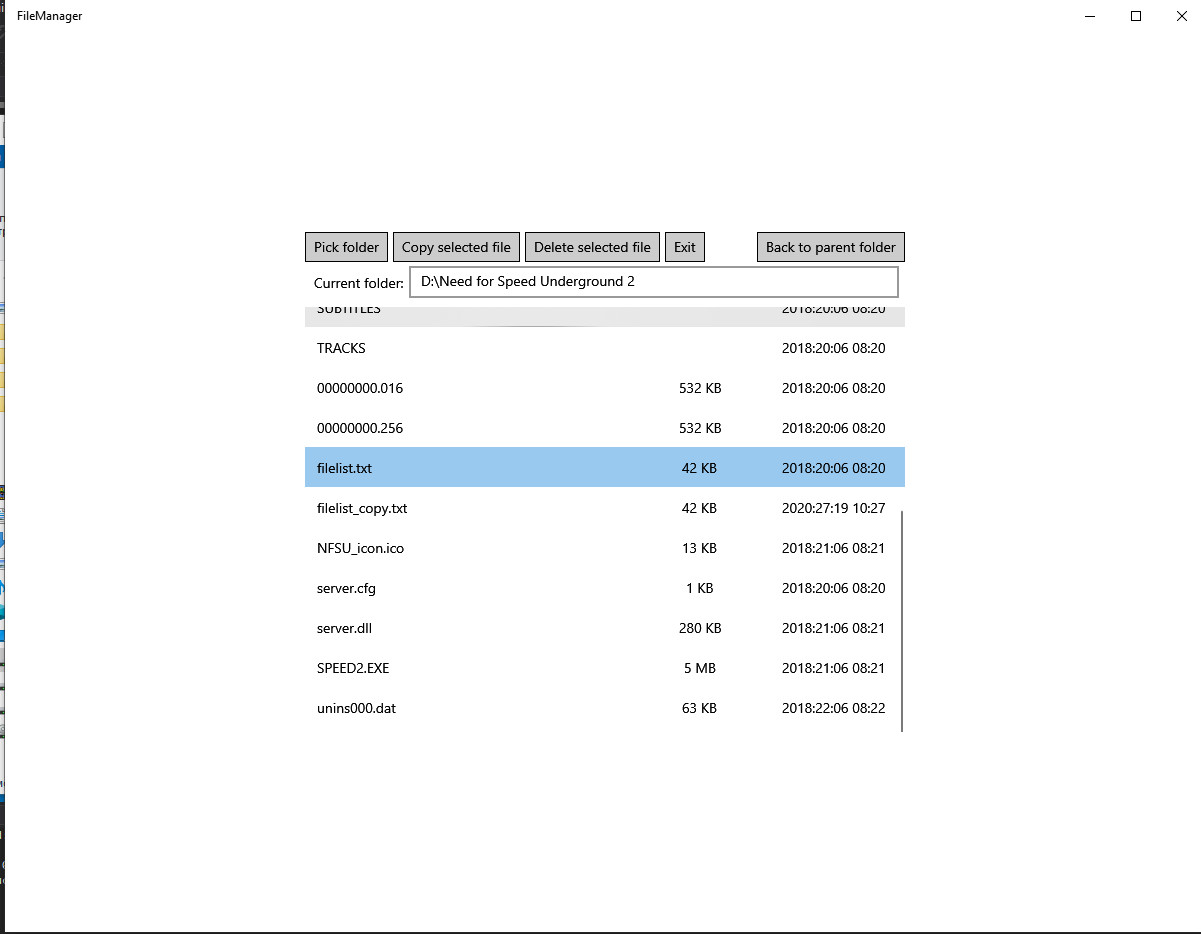 FileManager
Pick folder Copy selected file Delete selected file Exit Back to parent folder
Current folder: D:\Need for Speed Underground 2
SUBTITLES 2018:20:06 08:20
TRACKS 2018:20:06 08:20
00000000.016 532 KB 2018:20:06 08:20
00000000.256 532 KB 2018:20:06 08:20
filelist.txt 42 KB 2018:20:06 08:20
filelist_copy.txt 42 KB 2020:27:19 10:27
NFSU_icon.ico 13 KB 2018:21:06 08:21
server.cfg 1 KB 2018:20:06 08:20
server.dll 280 KB 2018:21:06 08:21
SPEED2.EXE 5 MB 2018:21:06 08:21
unins000.dat 63 KB 2018:22:06 08:22